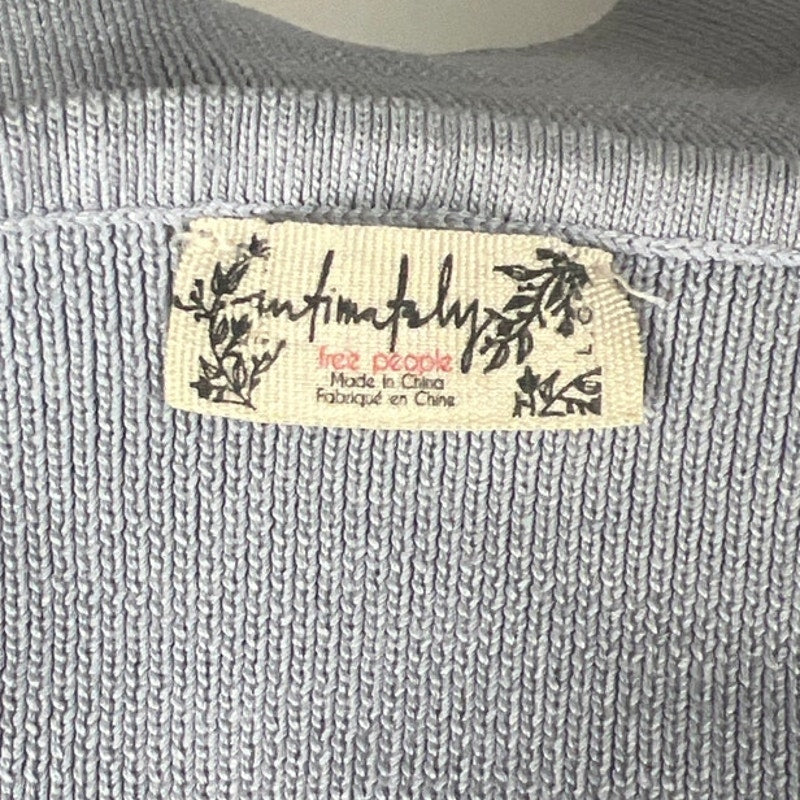 intimately
free people
Made in China
Fabriqué en Chine